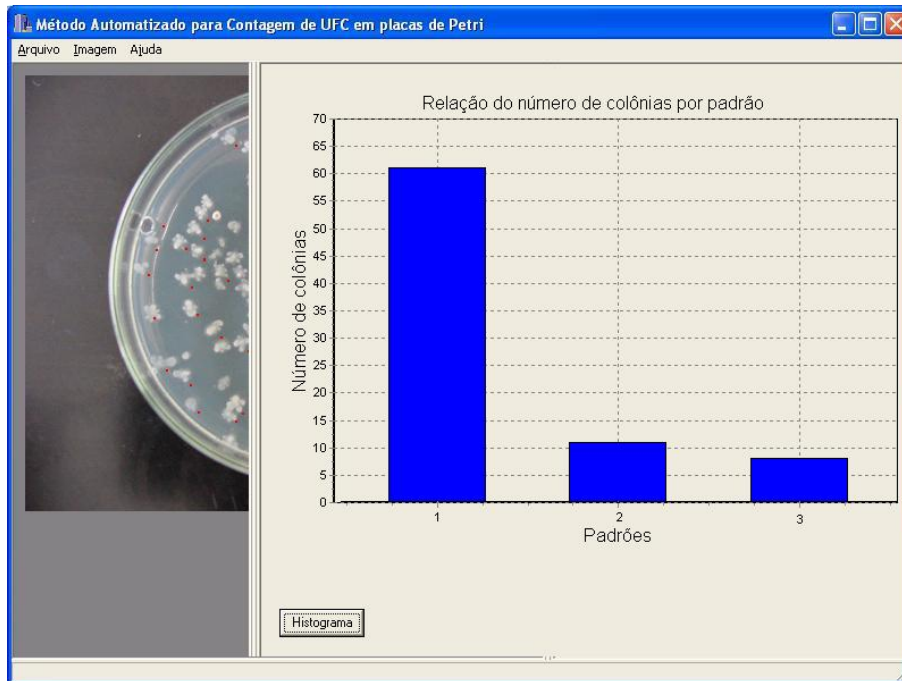 Método Automatizado para Contagem de UFC em placas de Petri
Arquivo Imagem Ajuda
Relação do número de colônias por padrão
Número de colônias
70
65
60
55
50
45
40
35
30
25
20
15
10
5
0
1 2 3
Padrões
Histograma